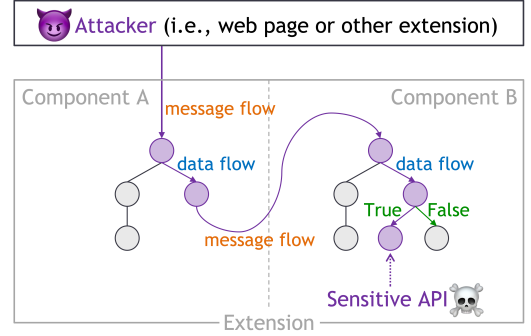 Attacker (i.e., web page or other extension)
Component A
Component B
message flow
data flow
data flow
True
False
message flow
Sensitive API
Extension